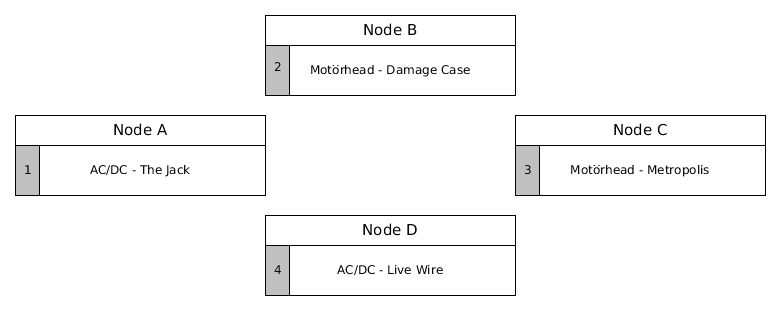 Node B
2
Motörhead - Damage Case
Node A
1
AC/DC - The Jack
Node C
3
Motörhead - Metropolis
Node D
4
AC/DC - Live Wire